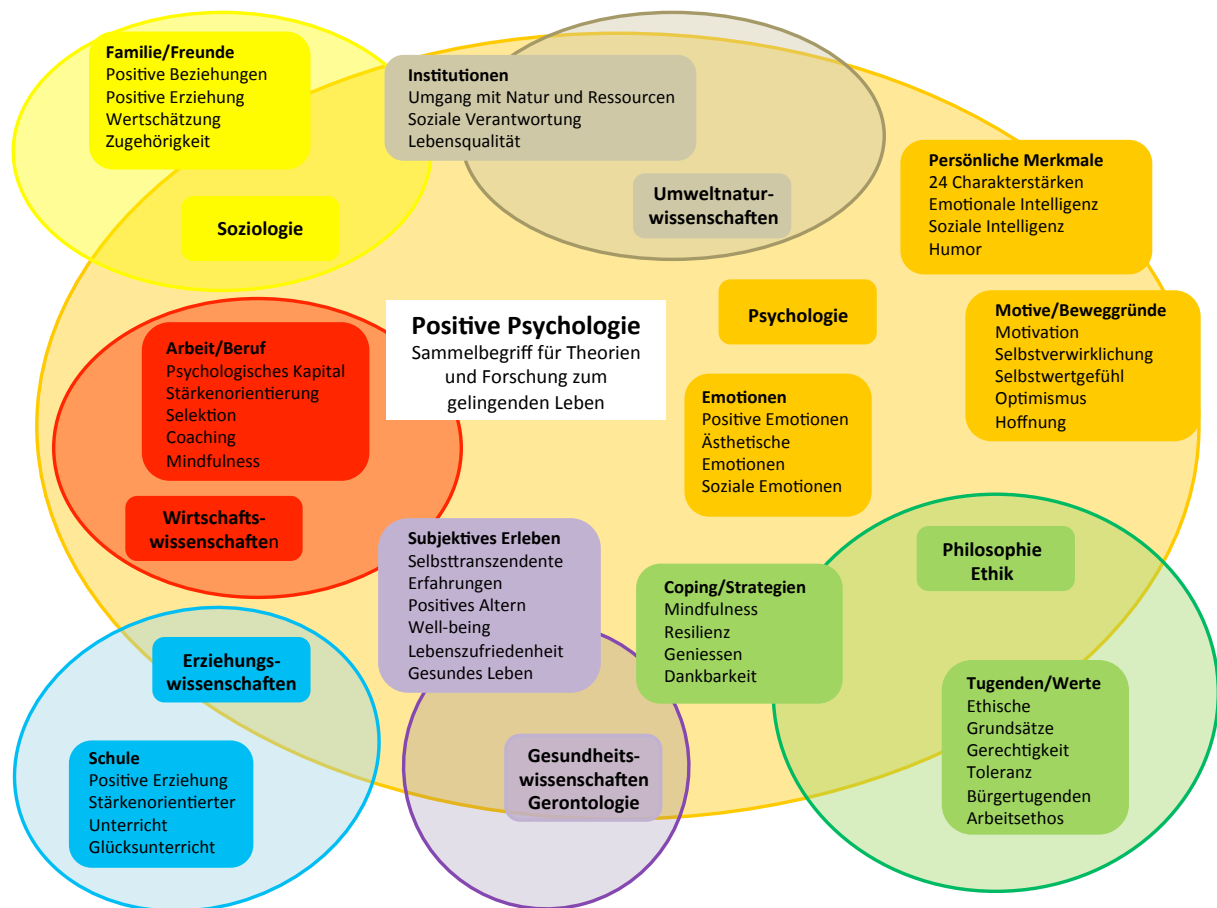 Familie/Freunde
Positive Beziehungen
Positive Erziehung
Wertschätzung
Zugehörigkeit
Soziologie
Institutionen
Umgang mit Natur und Ressourcen
Soziale Verantwortung
Lebensqualität
Umweltnatur-
wissenschaften
Persönliche Merkmale
24 Charakterstärken
Emotionale Intelligenz
Soziale Intelligenz
Humor
Positive Psychologie
Sammelbegriff für Theorien
und Forschung zum
gelingenden Leben
Psychologie
Motive/Beweggründe
Motivation
Selbstverwirklichung
Selbstwertgefühl
Optimismus
Hoffnung
Arbeit/Beruf
Psychologisches Kapital
Stärkenorientierung
Selektion
Coaching
Mindfulness
Wirtschafts-
wissenschaften
Emotionen
Positive Emotionen
Ästhetische
Emotionen
Soziale Emotionen
Subjektives Erleben
Selbsttranszendente
Erfahrungen
Positives Altern
Well-being
Lebenszufriedenheit
Gesundes Leben
Coping/Strategien
Mindfulness
Resilienz
Geniessen
Dankbarkeit
Philosophie
Ethik
Erziehungs-
wissenschaften
Schule
Positive Erziehung
Stärkenorientierter
Unterricht
Glücksunterricht
Gesundheits-
wissenschaften
Gerontologie
Tugenden/Werte
Ethische
Grundsätze
Gerechtigkeit
Toleranz
Bürgertugenden
Arbeitsethos